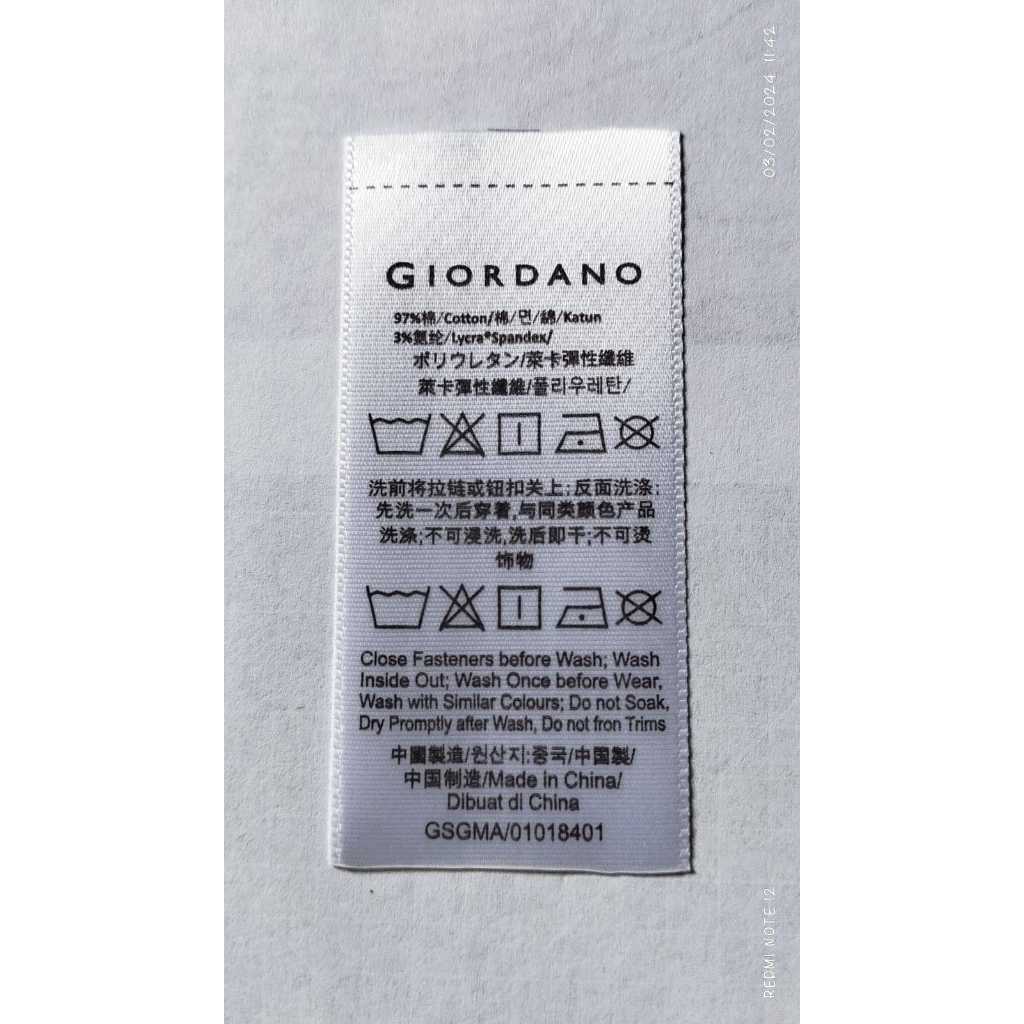 GIORDANO
97%棉/Cotton/棉/면/綿/Katun
3%氨纶/Lycra®Spandex/
ポリウレタン/萊卡彈性纖維
萊卡彈性纖維/폴리우레탄/
洗前将拉链或钮扣关上;反面洗涤;
先洗一次后穿着,与同类颜色产品
洗涤;不可浸洗,洗后即干;不可烫
饰物
Close Fasteners before Wash; Wash
Inside Out; Wash Once before Wear,
Wash with Similar Colours; Do not Soak,
Dry Promptly after Wash, Do not fron Trims
中國製造/원산지:중국/中国製/
中国制造/Made in China/
Dibuat di China
GSGMA/01018401
03/02/2024 11:42
REDMI NOTE 12